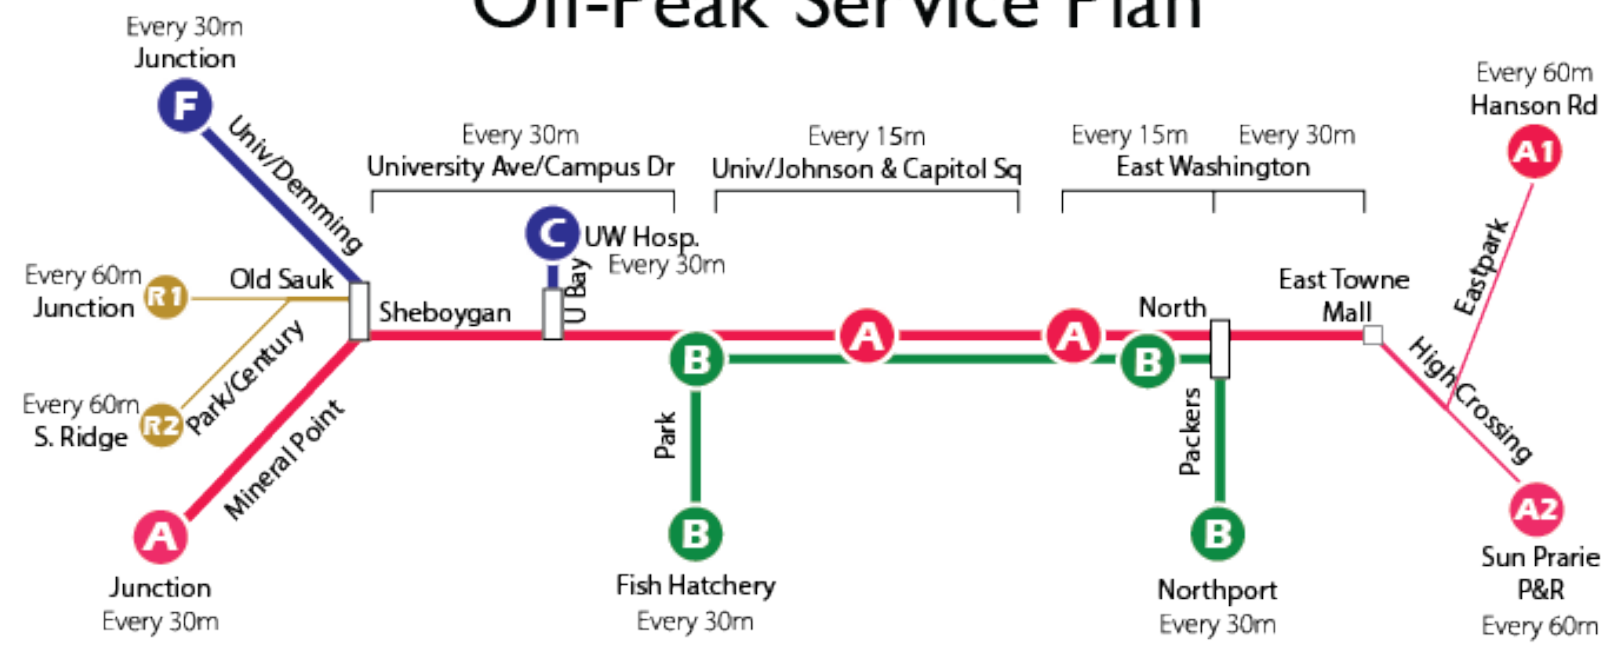 Off-Peak Service Plan
Every 30m
Junction
F
Univ/Demming
Every 60m
Junction
R1
Old Sauk
Every 60m
S. Ridge
R2
Park/Century
Mineral Point
A
Junction
Every 30m
Every 30m
University Ave/Campus Dr
Sheboygan
C
UW Hosp.
Every 30m
U Bay
Every 15m
Univ/Johnson & Capitol Sq
B
A
A
B
Park
B
Fish Hatchery
Every 30m
Every 15m Every 30m
East Washington
North
Packers
B
Northport
Every 30m
East Towne
Mall
Every 60m
Hanson Rd
A1
Eastpark
High Crossing
A2
Sun Prarie
P&R
Every 60m